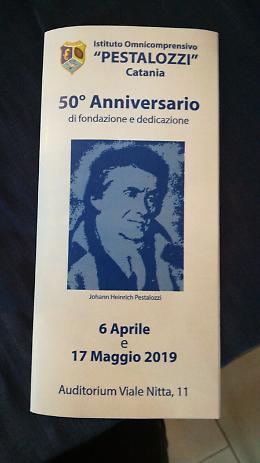 Istituto Omnicomprensivo
"PESTALOZZI"
Catania
50° Anniversario
di fondazione e dedicazione
Johann Heinrich Pestalozzi
6 Aprile
e
17 Maggio 2019
Auditorium Viale Nitta, 11